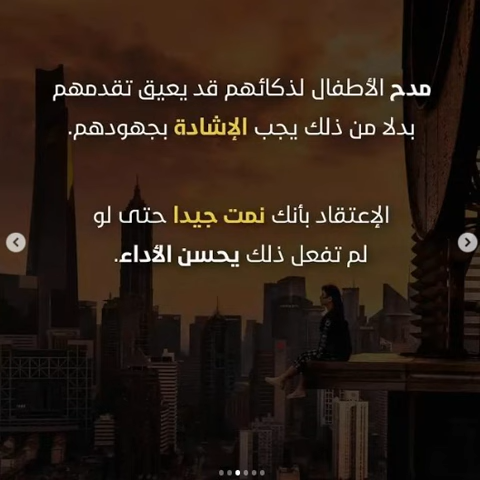 مدح الأطفال لذكائهم قد يعيق تقدمهم
بدلا من ذلك يجب الإشادة بجهودهم.
الإعتقاد بأنك نمت جيدا حتى لو
لم تفعل ذلك يحسن الأداء.